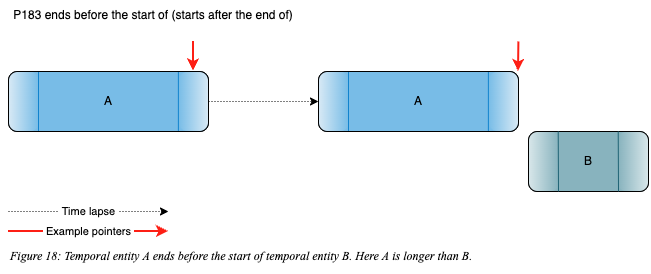 P183 ends before the start of (starts after the end of)
A
A
B
Time lapse
Example pointers
Figure 18: Temporal entity A ends before the start of temporal entity B. Here A is longer than B.